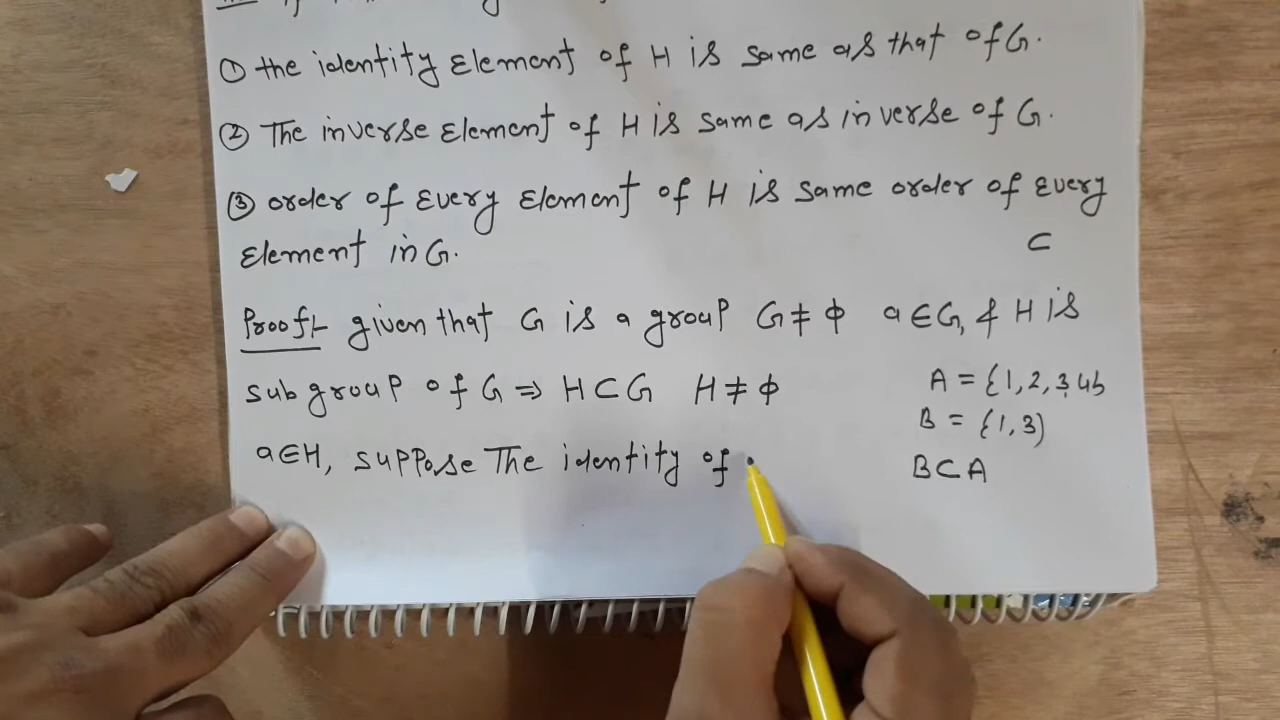 ① the identity Element of H is same as that of G.
② The inverse Element of H is same as inverse of G.
③ order of Every Element of H is same order of Every
Element in G.
⊂
Proof:- given that G is a group G ≠ ϕ a ∈ G, & H is
subgroup of G ⇒ H ⊂ G H ≠ ϕ
A = {1, 2, 3, 4}
B = {1, 3}
a ∈ H, suppose The identity of
B ⊂ A